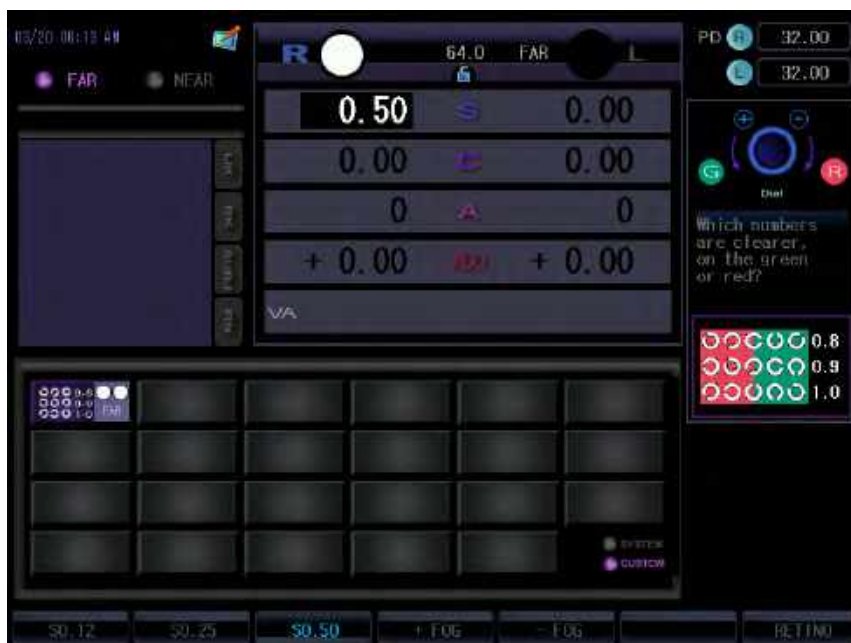 03/20 06:13 AM
FAR NEAR
R 64.0 FAR L
0.50 S 0.00
0.00 C 0.00
0 A 0
+ 0.00 + 0.00
VA
PD R 32.00
L 32.00
G R
Dial
Which numbers
are clearer,
on the green
or red?
0.8
0.9
1.0
FAR
SYSTEM
CUSTOM
S0.12 S0.25 S0.50 + FOG - FOG RETINO